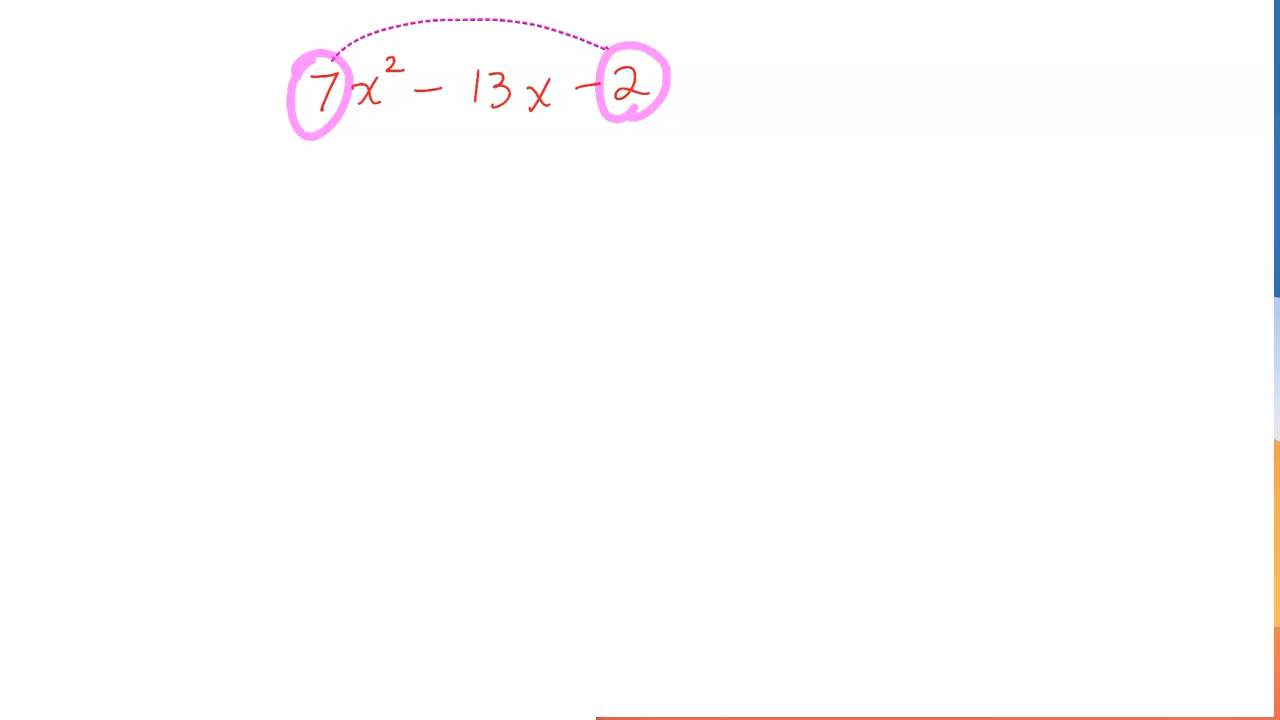 7x² - 13x - 2